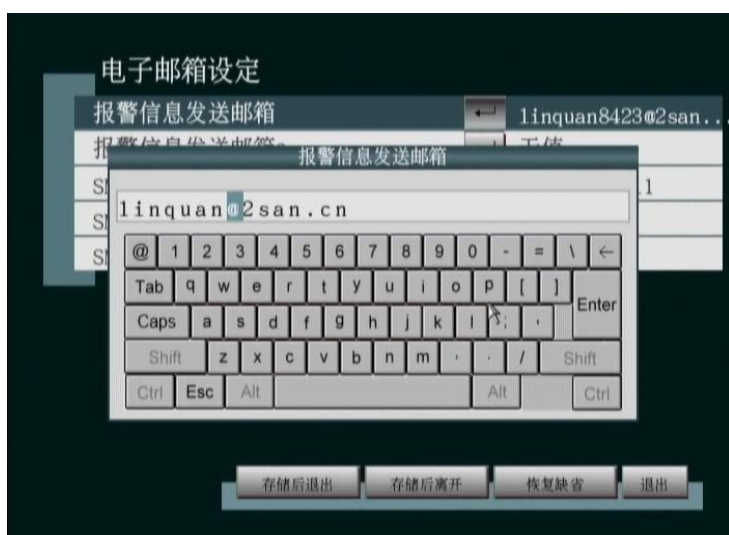 电子邮箱设定
报警信息发送邮箱 linquan8423@2san..
报警信息发送邮箱
linquan@2san.cn
@ 1 2 3 4 5 6 7 8 9 0 - = \ ←
Tab q w e r t y u i o p [ ] Enter
Caps a s d f g h j k l ; '
Shift z x c v b n m , . / Shift
Ctrl Esc Alt Alt Ctrl
存储后退出 存储后离开 恢复缺省 退出